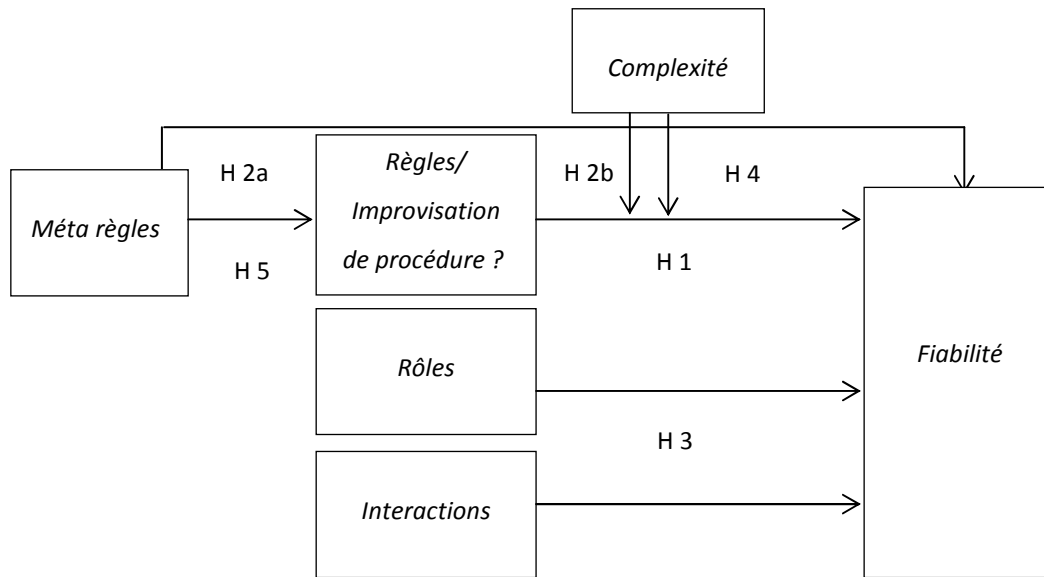 Complexité
H 2a
Règles/
H 2b
H 4
Improvisation
Méta règles
de procédure ?
H 5
H 1
Fiabilité
Rôles
H 3
Interactions